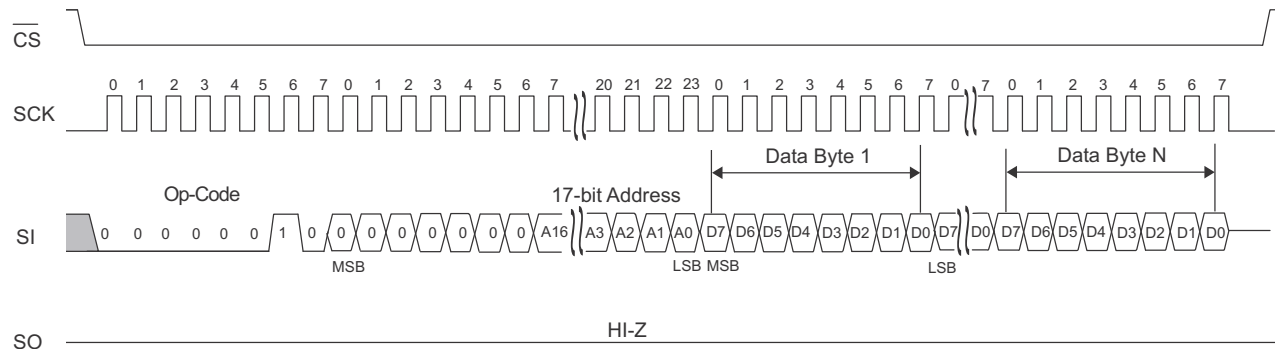 CS
0 1 2 3 4 5 6 7 0 1 2 3 4 5 6 7 20 21 22 23 0 1 2 3 4 5 6 7 0 7 0 1 2 3 4 5 6 7
SCK
Data Byte 1 Data Byte N
Op-Code 17-bit Address
SI 0 0 0 0 0 0 1 0 0 0 0 0 0 0 0 A16 A3 A2 A1 A0 D7 D6 D5 D4 D3 D2 D1 D0 D7 D0 D7 D6 D5 D4 D3 D2 D1 D0
MSB LSB MSB LSB
HI-Z
SO